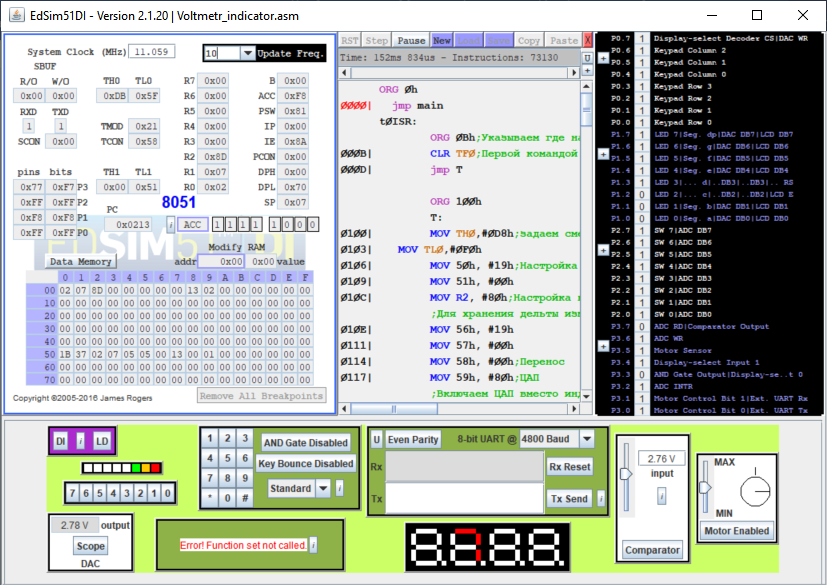 EdSim51DI - Version 2.1.20 | Voltmetr_indicator.asm
System Clock (MHz) 11.059 10 Update Freq.
SBUF
R/O W/O TH0 TL0 R7 0x00 B 0x00
0x00 0x00 0xDB 0x5F R6 0x00 ACC 0xF8
RXD TXD R5 0x00 PSW 0x81
1 1 TMOD 0x21 R4 0x00 IP 0x00
SCON 0x00 TCON 0x58 R3 0x00 IE 0x8A
R2 0x8D PCON 0x00
pins bits TH1 TL1 R1 0x07 DPH 0x00
0x77 0xF7 P3 0x00 0x51 R0 0x02 DPL 0x70
0xFF 0xFF P2 8051 SP 0x07
0xF8 0xF8 P1 PC
0xFF 0xFF P0 0x0213 i ACC 1 1 1 1 1 0 0 0
EDSIM51DI
Modify RAM
Data Memory addr 0x00 0x00 value
0 1 2 3 4 5 6 7 8 9 A B C D E F
00 02 07 8D 00 00 00 00 00 13 02 00 00 00 00 00 00
10 00 00 00 00 00 00 00 00 00 00 00 00 00 00 00 00
20 00 00 00 00 00 00 00 00 00 00 00 00 00 00 00 00
30 00 00 00 00 00 00 00 00 00 00 00 00 00 00 00 00
40 00 00 00 00 00 00 00 00 00 00 00 00 00 00 00 00
50 1B 37 02 07 05 05 00 13 00 01 00 00 00 00 00 00
60 00 00 00 00 00 00 00 00 00 00 00 00 00 00 00 00
70 00 00 00 00 00 00 00 00 00 00 00 00 00 00 00 00
Copyright ©2005-2016 James Rogers Remove All Breakpoints
RST Step Pause New Copy Paste X
Time: 152ms 834us - Instructions: 73130 U
ORG 0h
0000| jmp main
t0ISR:
ORG 0Bh;Указываем где на
000B| CLR TF0;Первой командой
000D| jmp T
ORG 100h
T:
0100| MOV TH0,#0D8h;задаем сме
0103| MOV TL0,#0F0h
0106| MOV 50h, #19h;Настройка
0109| MOV 51h, #00h
010C| MOV R2, #80h;Настройка
;Для хранения дельты изм
010E| MOV 56h, #19h
0111| MOV 57h, #00h
0114| MOV 58h, #00h;Перенос
0117| MOV 59h, #80h;ЦАП
;Включаем ЦАП вместо инд
P0.7 1 Display-select Decoder CS|DAC WR
P0.6 1 Keypad Column 2
P0.5 1 Keypad Column 1
P0.4 1 Keypad Column 0
P0.3 1 Keypad Row 3
P0.2 1 Keypad Row 2
P0.1 1 Keypad Row 1
P0.0 1 Keypad Row 0
P1.7 1 LED 7|Seg. dp|DAC DB7|LCD DB7
P1.6 1 LED 6|Seg. g|DAC DB6|LCD DB6
P1.5 1 LED 5|Seg. f|DAC DB5|LCD DB5
P1.4 1 LED 4|Seg. e|DAC DB4|LCD DB4
P1.3 1 LED 3|... d|..DB3|..DB3|.. RS
P1.2 0 LED 2|... c|..DB2|..DB2|LCD E
P1.1 0 LED 1|Seg. b|DAC DB1|LCD DB1
P1.0 0 LED 0|Seg. a|DAC DB0|LCD DB0
P2.7 1 SW 7|ADC DB7
P2.6 1 SW 6|ADC DB6
P2.5 1 SW 5|ADC DB5
P2.4 1 SW 4|ADC DB4
P2.3 1 SW 3|ADC DB3
P2.2 1 SW 2|ADC DB2
P2.1 1 SW 1|ADC DB1
P2.0 1 SW 0|ADC DB0
P3.7 0 ADC RD|Comparator Output
P3.6 1 ADC WR
P3.5 1 Motor Sensor
P3.4 1 Display-select Input 1
P3.3 0 AND Gate Output|Display-se..t 0
P3.2 1 ADC INTR
P3.1 1 Motor Control Bit 1|Ext. UART Rx
P3.0 1 Motor Control Bit 0|Ext. UART Tx
DI i LD
7 6 5 4 3 2 1 0
2.78 V output
Scope
DAC
1 2 3
4 5 6
7 8 9
* 0 #
AND Gate Disabled
Key Bounce Disabled
Standard i
Error! Function set not called. i
U Even Parity 8-bit UART @ 4800 Baud
Rx Rx Reset
Tx Tx Send i
8.7.8.8.
2.76 V
input
i
Comparator
MAX
MIN
Motor Enabled